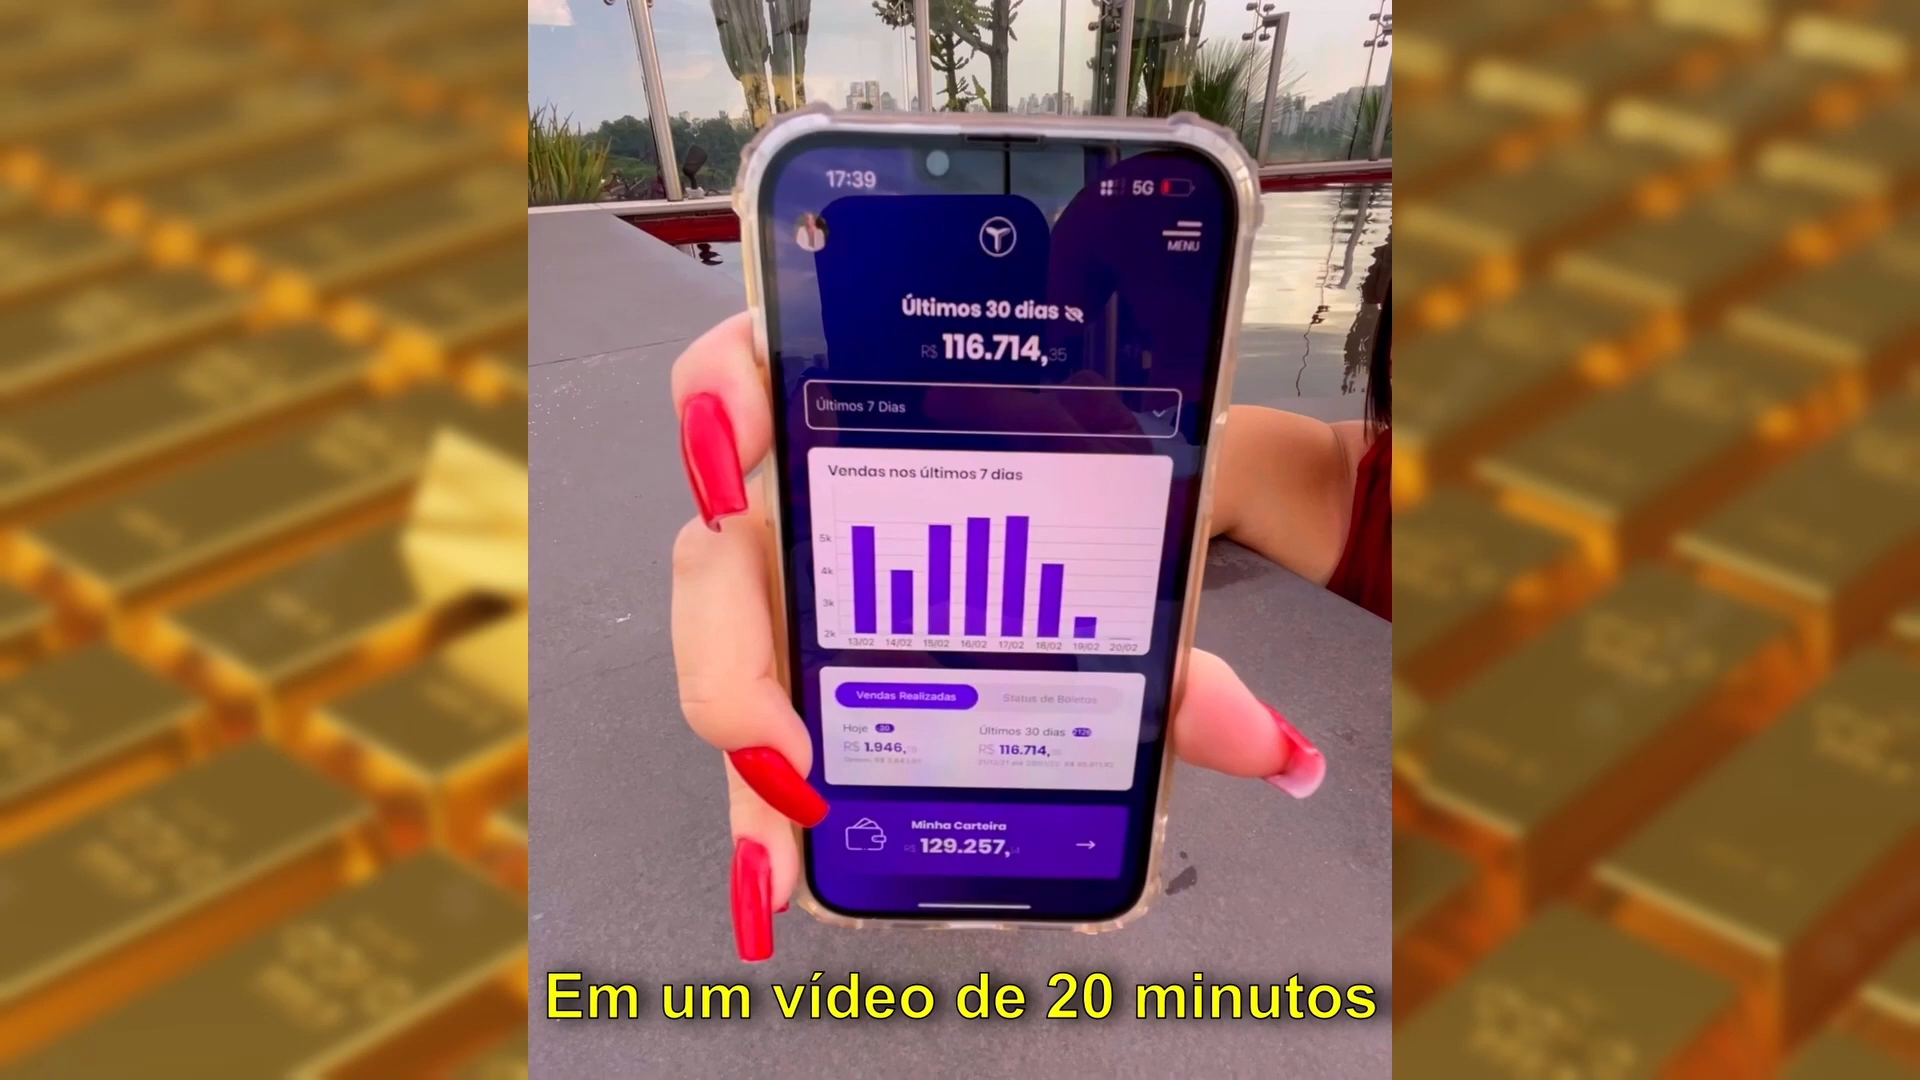 17:39
5G
MENU
Últimos 30 dias
R$ 116.714,35
Últimos 7 Dias
Vendas nos últimos 7 dias
5k
4k
3k
2k
13/02 14/02 15/02 16/02 17/02 18/02 19/02 20/02
Vendas Realizadas Status de Boletos
Hoje 30 Últimos 30 dias
R$ 1.946, R$ 116.714,
Minha Carteira
R$ 129.257,
Em um vídeo de 20 minutos